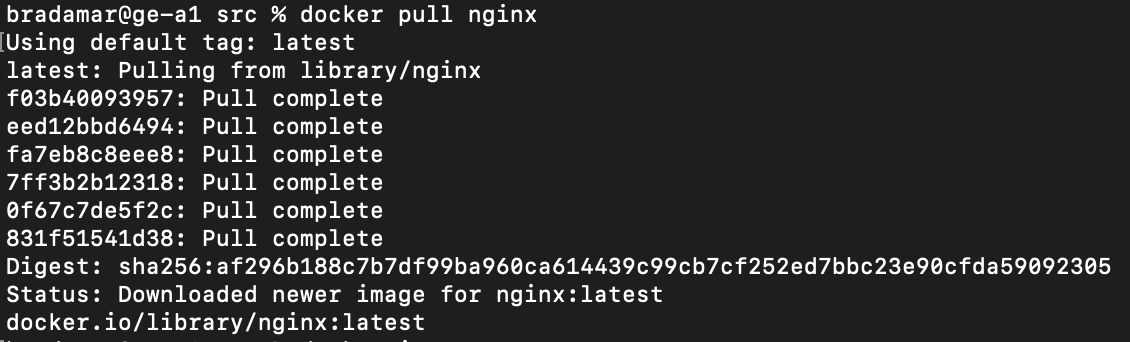 bradamar@ge-a1 src % docker pull nginx
Using default tag: latest
latest: Pulling from library/nginx
f03b40093957: Pull complete
eed12bbd6494: Pull complete
fa7eb8c8eee8: Pull complete
7ff3b2b12318: Pull complete
0f67c7de5f2c: Pull complete
831f51541d38: Pull complete
Digest: sha256:af296b188c7b7df99ba960ca614439c99cb7cf252ed7bbc23e90cfda59092305
Status: Downloaded newer image for nginx:latest
docker.io/library/nginx:latest